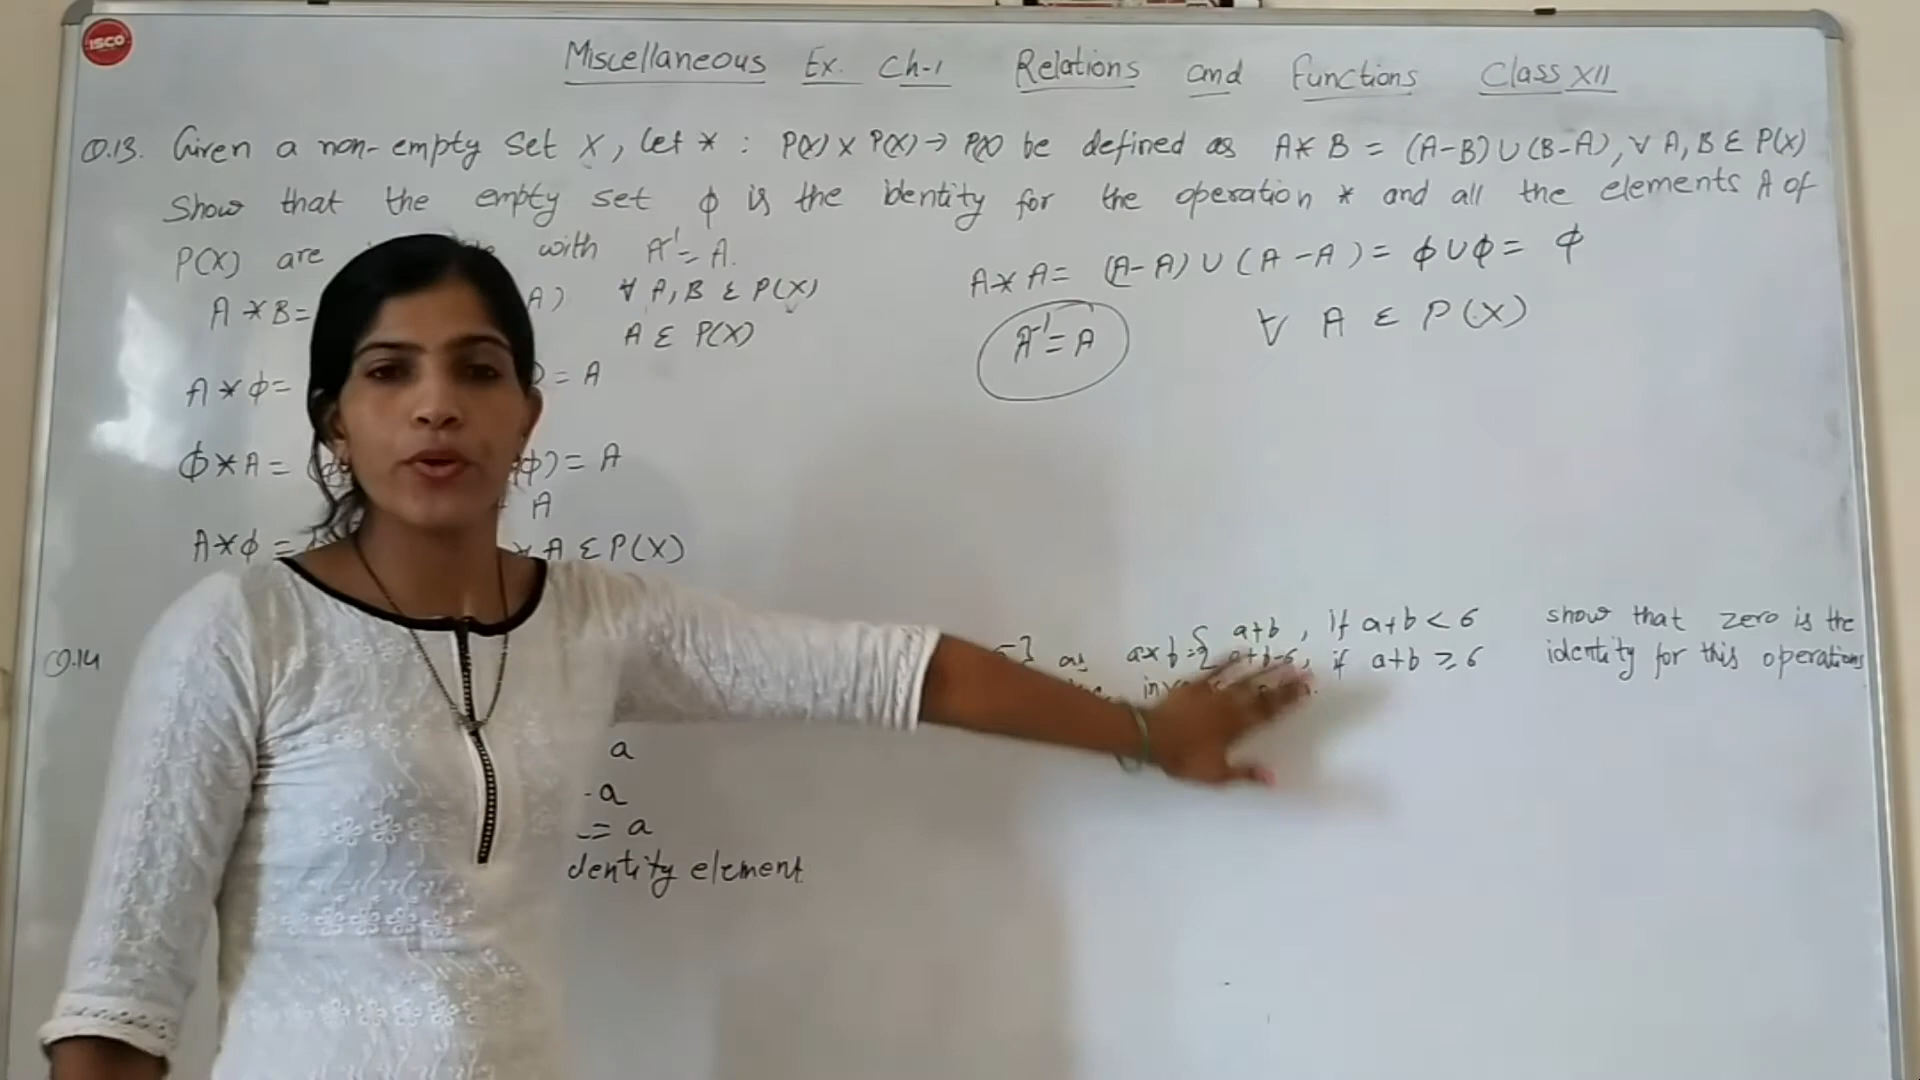 ISCO
Miscellaneous Ex. Ch-1 Relations and Functions Class XII
Q.13. Given a non-empty set X, let * : P(X) x P(X) → P(X) be defined as A * B = (A-B) ∪ (B-A), ∀ A, B ε P(X)
Show that the empty set ϕ is the identity for the operation * and all the elements A of
P(X) are with A⁻¹ = A.
A * B = A) ∀ A, B ε P(X)
A ε P(X)
A * ϕ = = A
ϕ * A = ϕ) = A
A
A * ϕ = A ε P(X)
A * A = (A - A) ∪ (A - A) = ϕ ∪ ϕ = ϕ
A⁻¹ = A
∀ A ε P(X)
Q.14 } as a * b = { a+b, if a+b < 6 show that zero is the
a+b-6, if a+b ≥ 6 identity for this operations
a
a
= a
dentity element